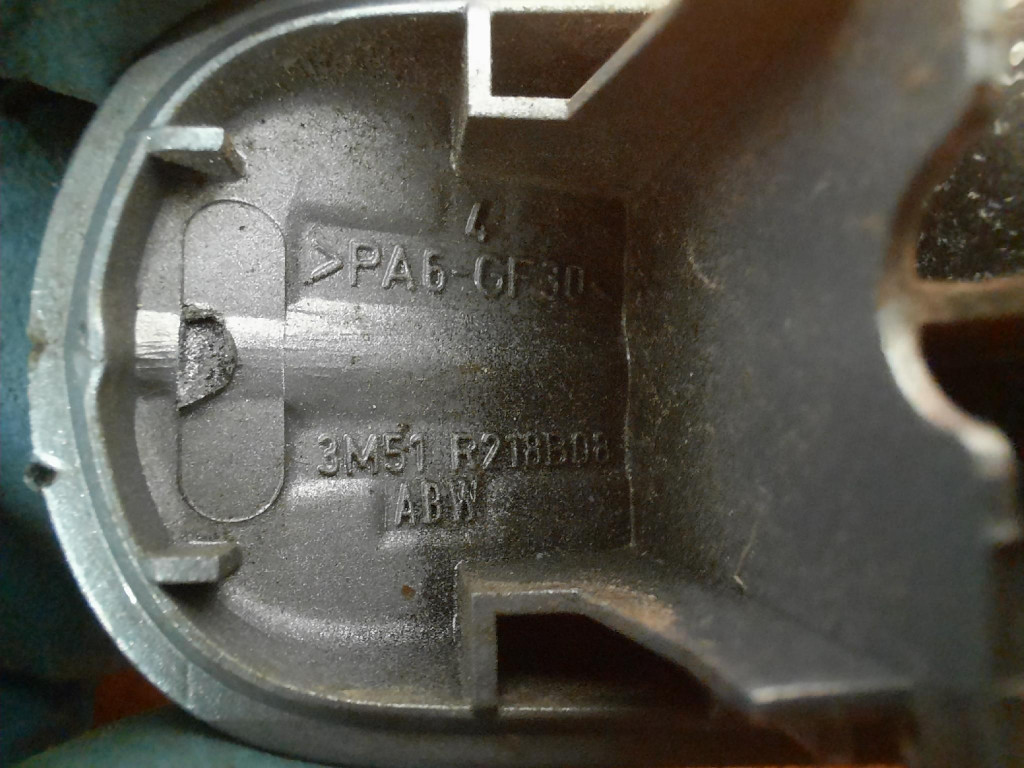 4
>PA6-GF30<
3M51 R218B08
ABW